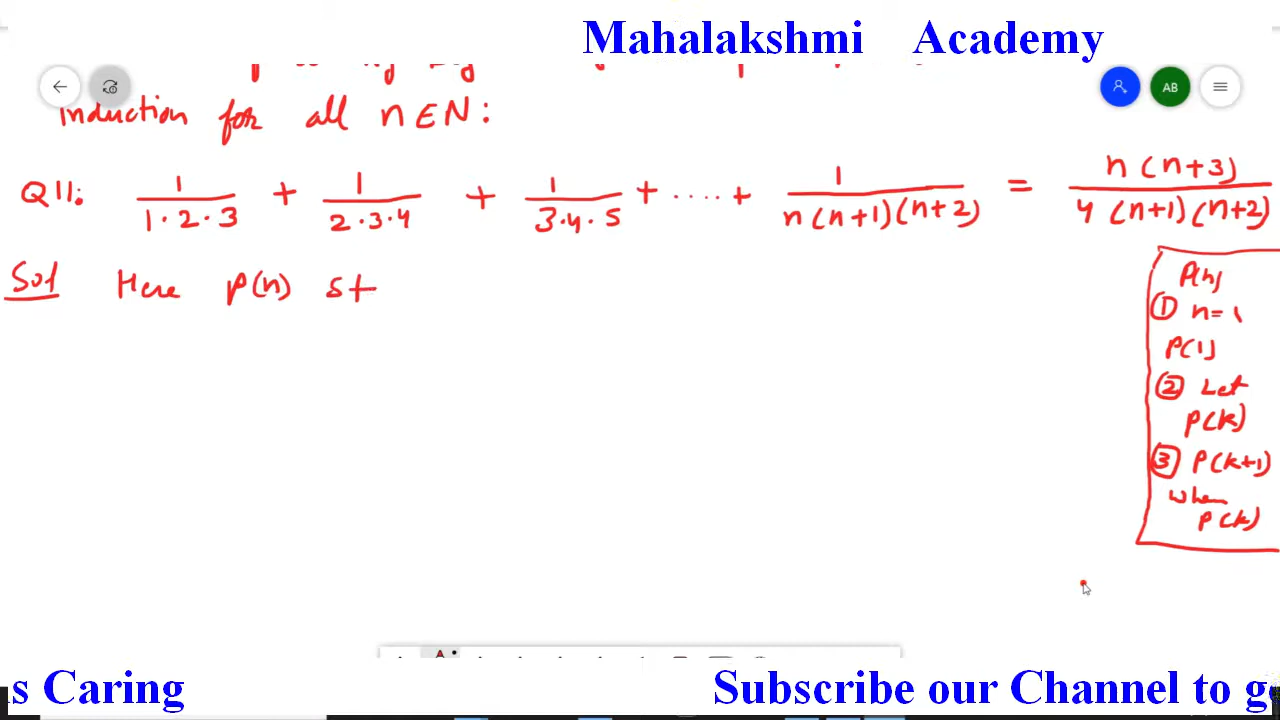 Mahalakshmi Academy
AB
induction for all n ∈ N:
Q11: 1/(1·2·3) + 1/(2·3·4) + 1/(3·4·5) + ····· + 1/(n(n+1)(n+2)) = n(n+3)/(4(n+1)(n+2))
Sol Here P(n) st
P(n)
① n=1
P(1)
② Let
P(k)
③ P(k+1)
when
P(k)
s Caring
Subscribe our Channel to g